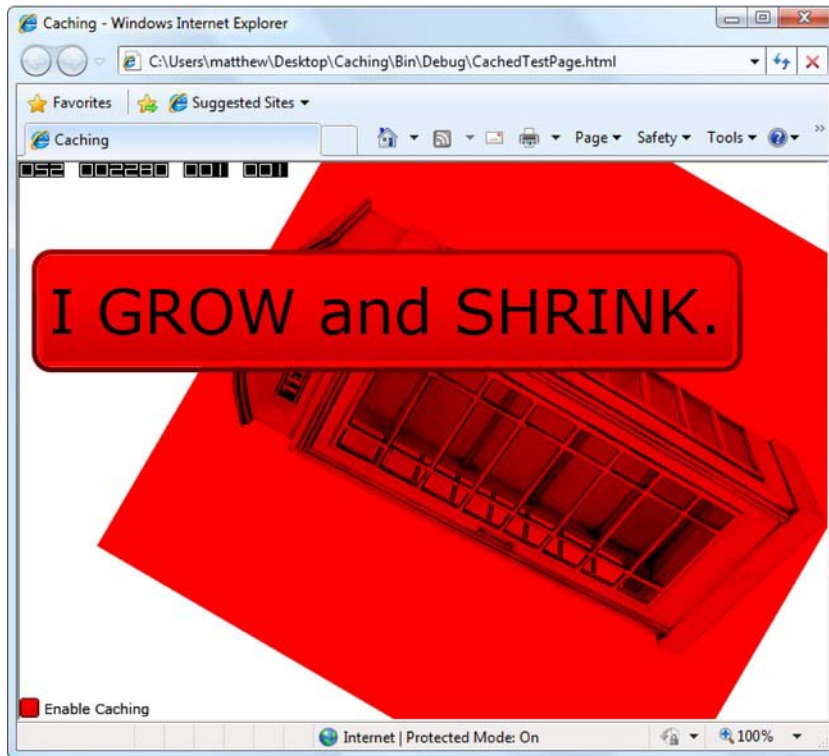 Caching - Windows Internet Explorer
C:\Users\matthew\Desktop\Caching\Bin\Debug\CachedTestPage.html
Favorites Suggested Sites
Caching Page Safety Tools »
052 002280 001 001
I GROW and SHRINK.
Enable Caching
Internet | Protected Mode: On 100%